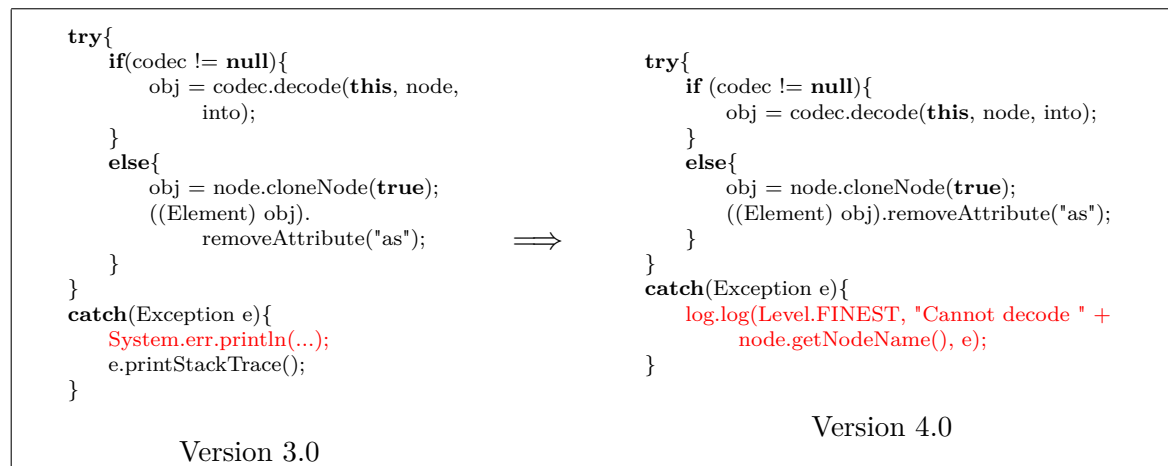 try{
if(codec != null){
obj = codec.decode(this, node,
into);
}
else{
obj = node.cloneNode(true);
((Element) obj).
removeAttribute("as");
}
}
catch(Exception e){
System.err.println(...);
e.printStackTrace();
}
Version 3.0
⟹
try{
if (codec != null){
obj = codec.decode(this, node, into);
}
else{
obj = node.cloneNode(true);
((Element) obj).removeAttribute("as");
}
}
catch(Exception e){
log.log(Level.FINEST, "Cannot decode " +
node.getNodeName(), e);
}
Version 4.0